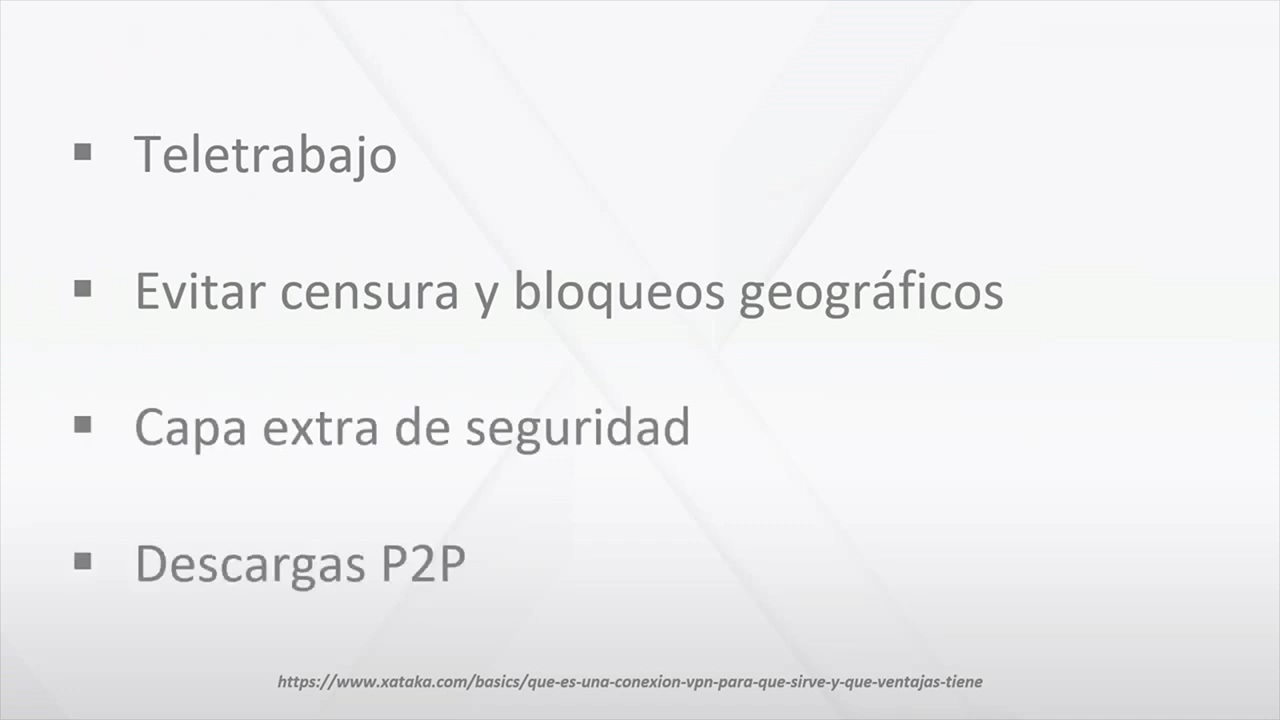 ▪ Teletrabajo
▪ Evitar censura y bloqueos geográficos
▪ Capa extra de seguridad
▪ Descargas P2P
https://www.xataka.com/basics/que-es-una-conexion-vpn-para-que-sirve-y-que-ventajas-tiene